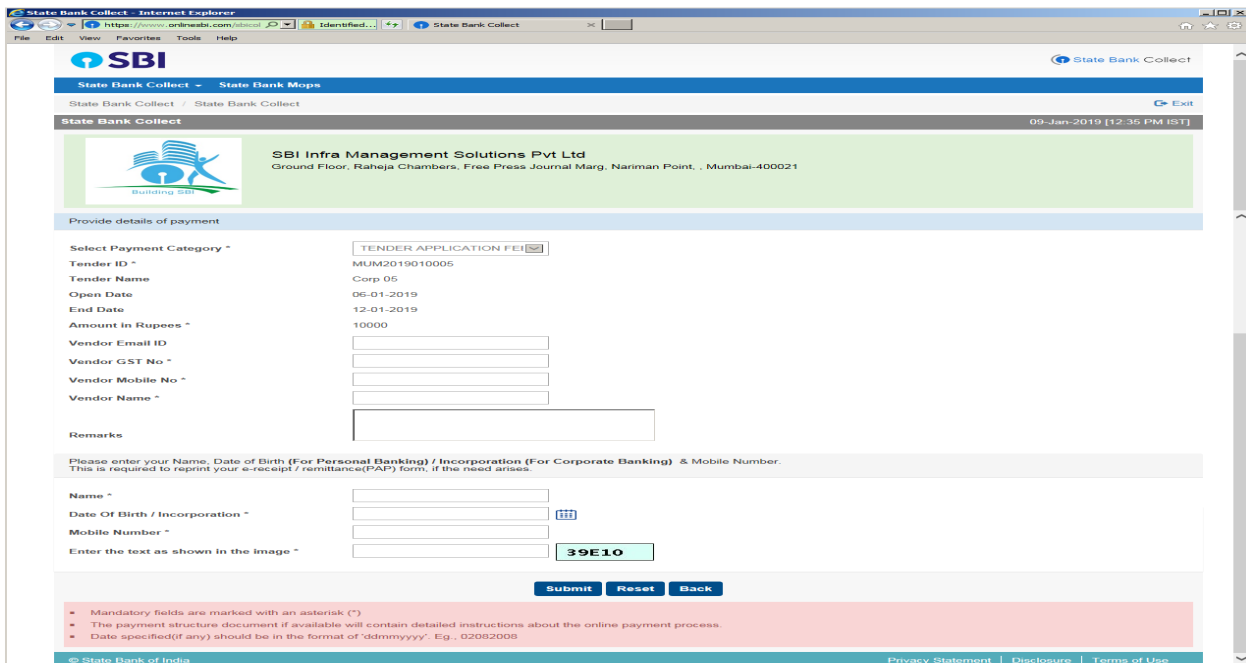 State Bank Collect - Internet Explorer
https://www.onlinesbi.com/sbicol Identified... State Bank Collect
File Edit View Favorites Tools Help
SBI State Bank Collect
State Bank Collect State Bank Mops
State Bank Collect / State Bank Collect Exit
State Bank Collect 09-Jan-2019 [12:35 PM IST]
Building SBI
SBI Infra Management Solutions Pvt Ltd
Ground Floor, Raheja Chambers, Free Press Journal Marg, Nariman Point, , Mumbai-400021
Provide details of payment
Select Payment Category * TENDER APPLICATION FEI
Tender ID * MUM2019010005
Tender Name Corp 05
Open Date 06-01-2019
End Date 12-01-2019
Amount in Rupees * 10000
Vendor Email ID
Vendor GST No *
Vendor Mobile No *
Vendor Name *
Remarks
Please enter your Name, Date of Birth (For Personal Banking) / Incorporation (For Corporate Banking) & Mobile Number.
This is required to reprint your e-receipt / remittance(PAP) form, if the need arises.
Name *
Date Of Birth / Incorporation *
Mobile Number *
Enter the text as shown in the image * 39E10
Submit Reset Back
• Mandatory fields are marked with an asterisk (*)
• The payment structure document if available will contain detailed instructions about the online payment process.
• Date specified(if any) should be in the format of 'ddmmyyyy'. Eg., 02082008
© State Bank of India Privacy Statement | Disclosure | Terms of Use